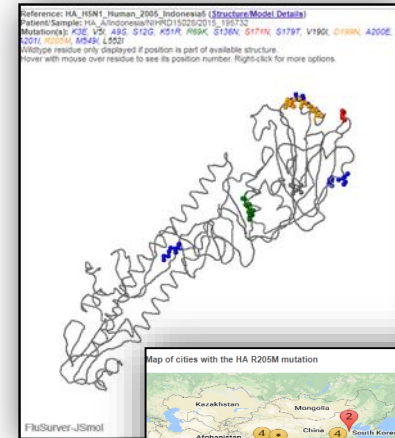 Reference: HA_H5N1_Human_2005_Indonesia5 (Structure/Model Details)
Patient/Sample: HA_A/Indonesia/NIHRD15028/2015_195732
Mutation(s): K3E, V5I, A9S, S12G, K51R, R69K, S136N, S171N, S179T, V190I, D199N, A200E,
A201I, R205M, M549I, L552I
Wildtype residue only displayed if position is part of available structure.
Hover with mouse over residue to see its position number. Right-click for more options.
FluSurver-JSmol
Map of cities with the HA R205M mutation
Kazakhstan
Mongolia
2
4
4
China
South Korea
Afghanistan